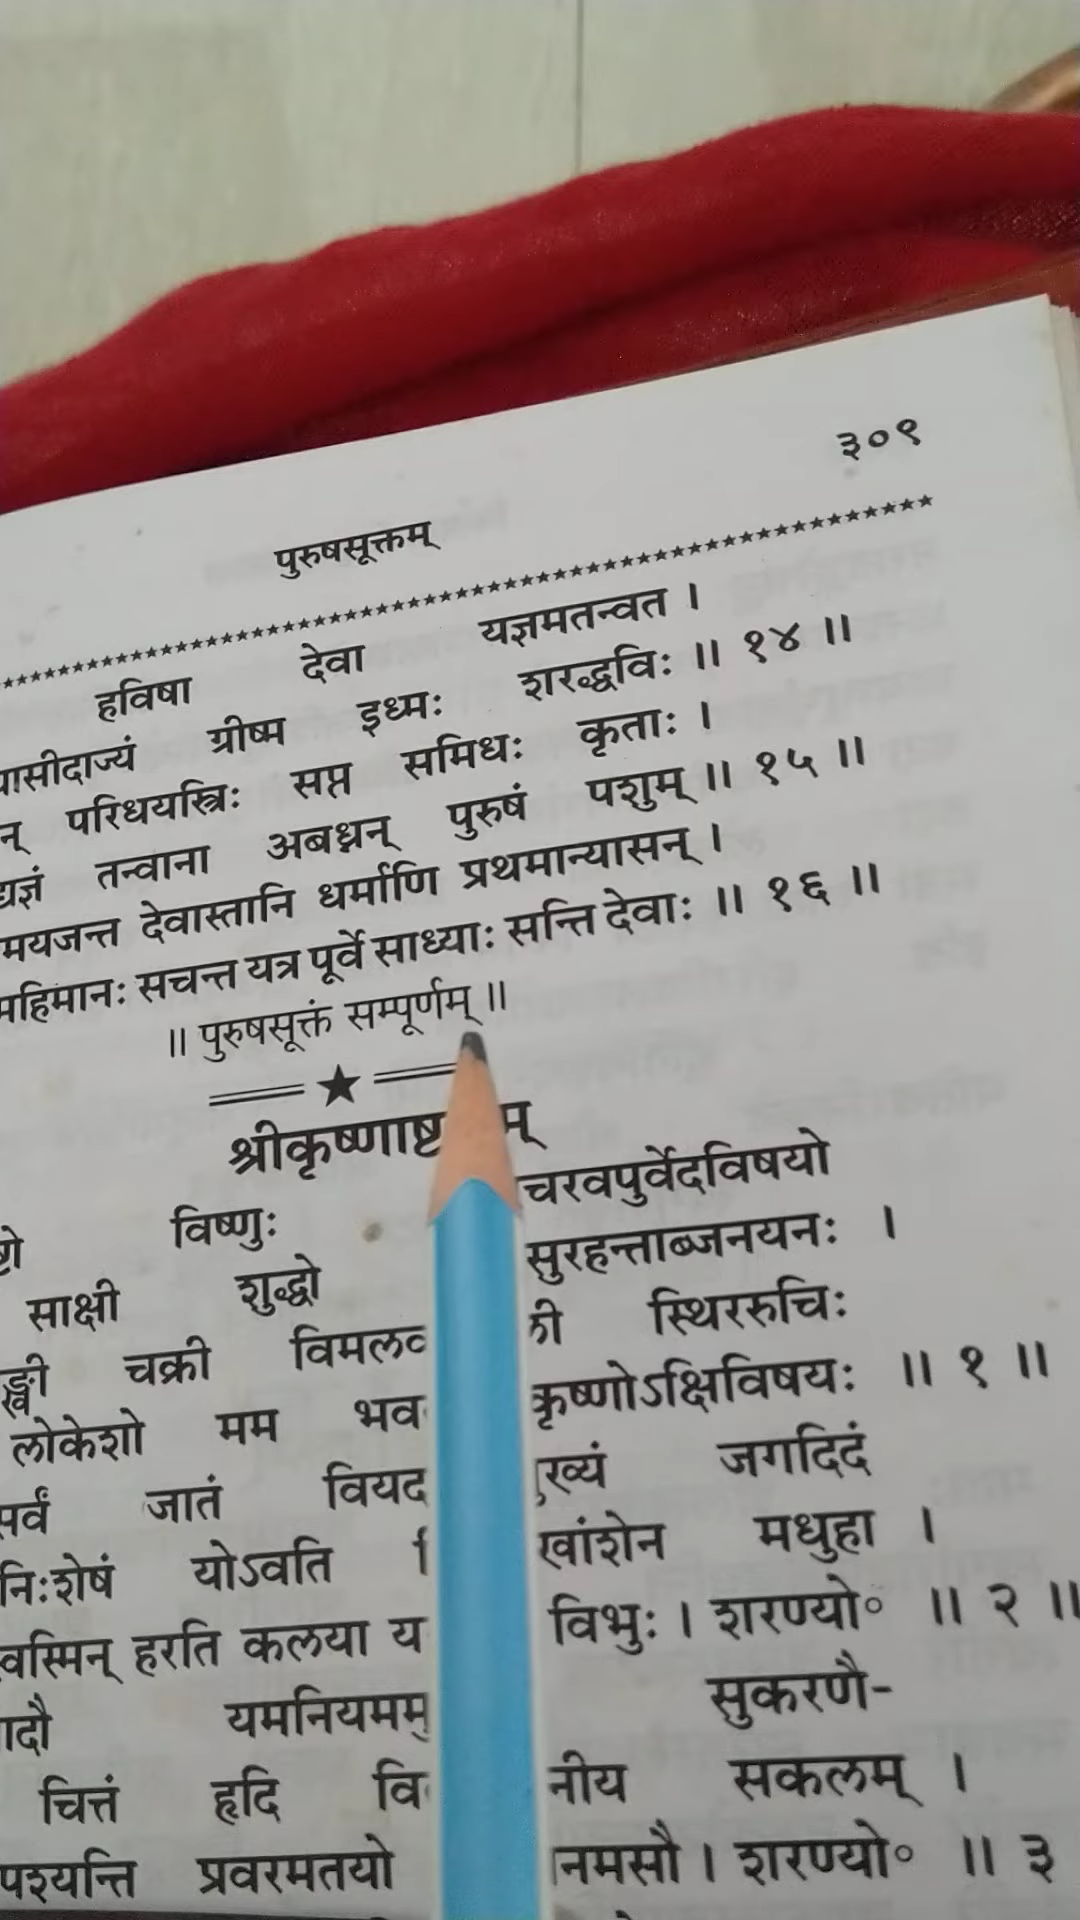 ३०९
पुरुषसूक्तम्
हविषा देवा यज्ञमतन्वत ।
ग्रीष्म इध्मः शरद्धविः ॥ १४ ॥
परिधयस्त्रिः सप्त समिधः कृताः ।
तन्वाना अबध्नन् पुरुषं पशुम् ॥ १५ ॥
मयजन्त देवास्तानि धर्माणि प्रथमान्यासन् ।
महिमानः सचन्त यत्र पूर्वे साध्याः सन्ति देवाः ॥ १६ ॥
॥ पुरुषसूक्तं सम्पूर्णम् ॥
श्रीकृष्णाष्ट म्
विष्णुः चरवपुर्वेदविषयो
साक्षी शुद्धो सुरहन्ताब्जनयनः ।
चक्री स्थिररुचिः
लोकेशो मम भव कृष्णोऽक्षिविषयः ॥ १ ॥
जातं वियद जगदिदं
निःशेषं योऽवति खांशेन मधुहा ।
हरति कलया विभुः । शरण्यो॰ ॥ २ ॥
यमनियममु सुकरणै-
चित्तं हृदि वि नीय सकलम् ।
पश्यन्ति प्रवरमतयो नमसौ । शरण्यो॰ ॥ ३